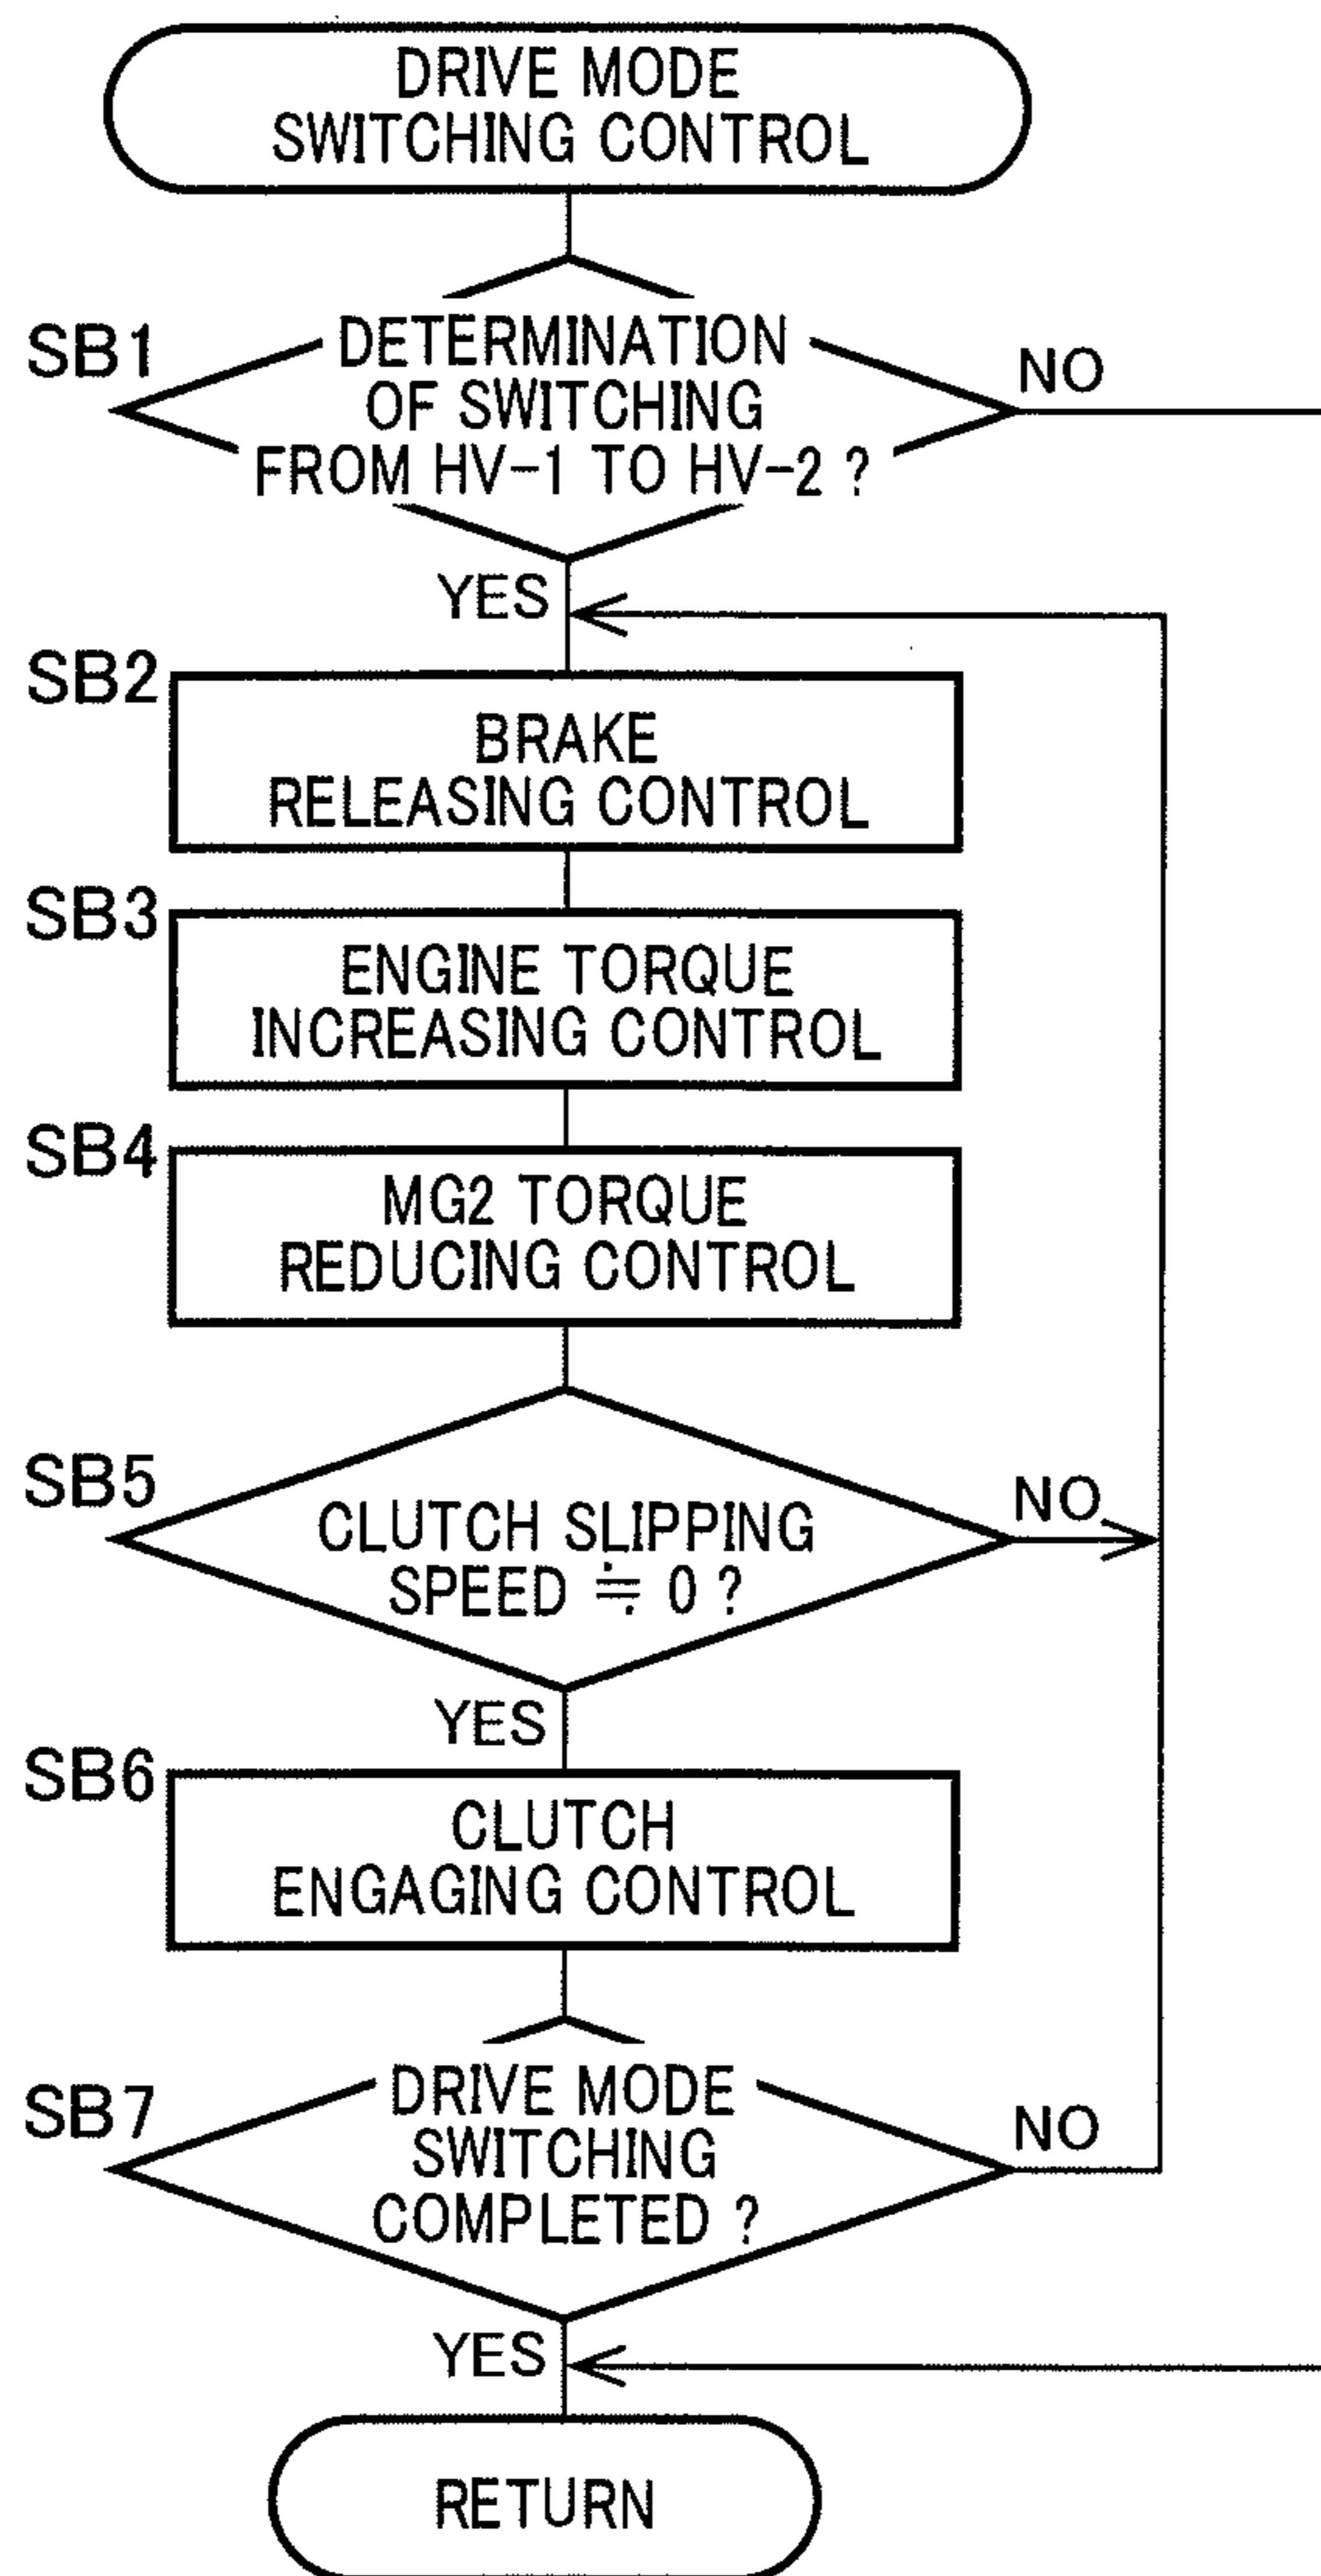 DRIVE MODE
SWITCHING CONTROL
SB1
DETERMINATION
OF SWITCHING
FROM HV-1 TO HV-2 ?
NO
YES
SB2
BRAKE
RELEASING CONTROL
SB3
ENGINE TORQUE
INCREASING CONTROL
SB4
MG2 TORQUE
REDUCING CONTROL
SB5
CLUTCH SLIPPING
SPEED ≒ 0 ?
NO
YES
SB6
CLUTCH
ENGAGING CONTROL
SB7
DRIVE MODE
SWITCHING
COMPLETED ?
NO
YES
RETURN